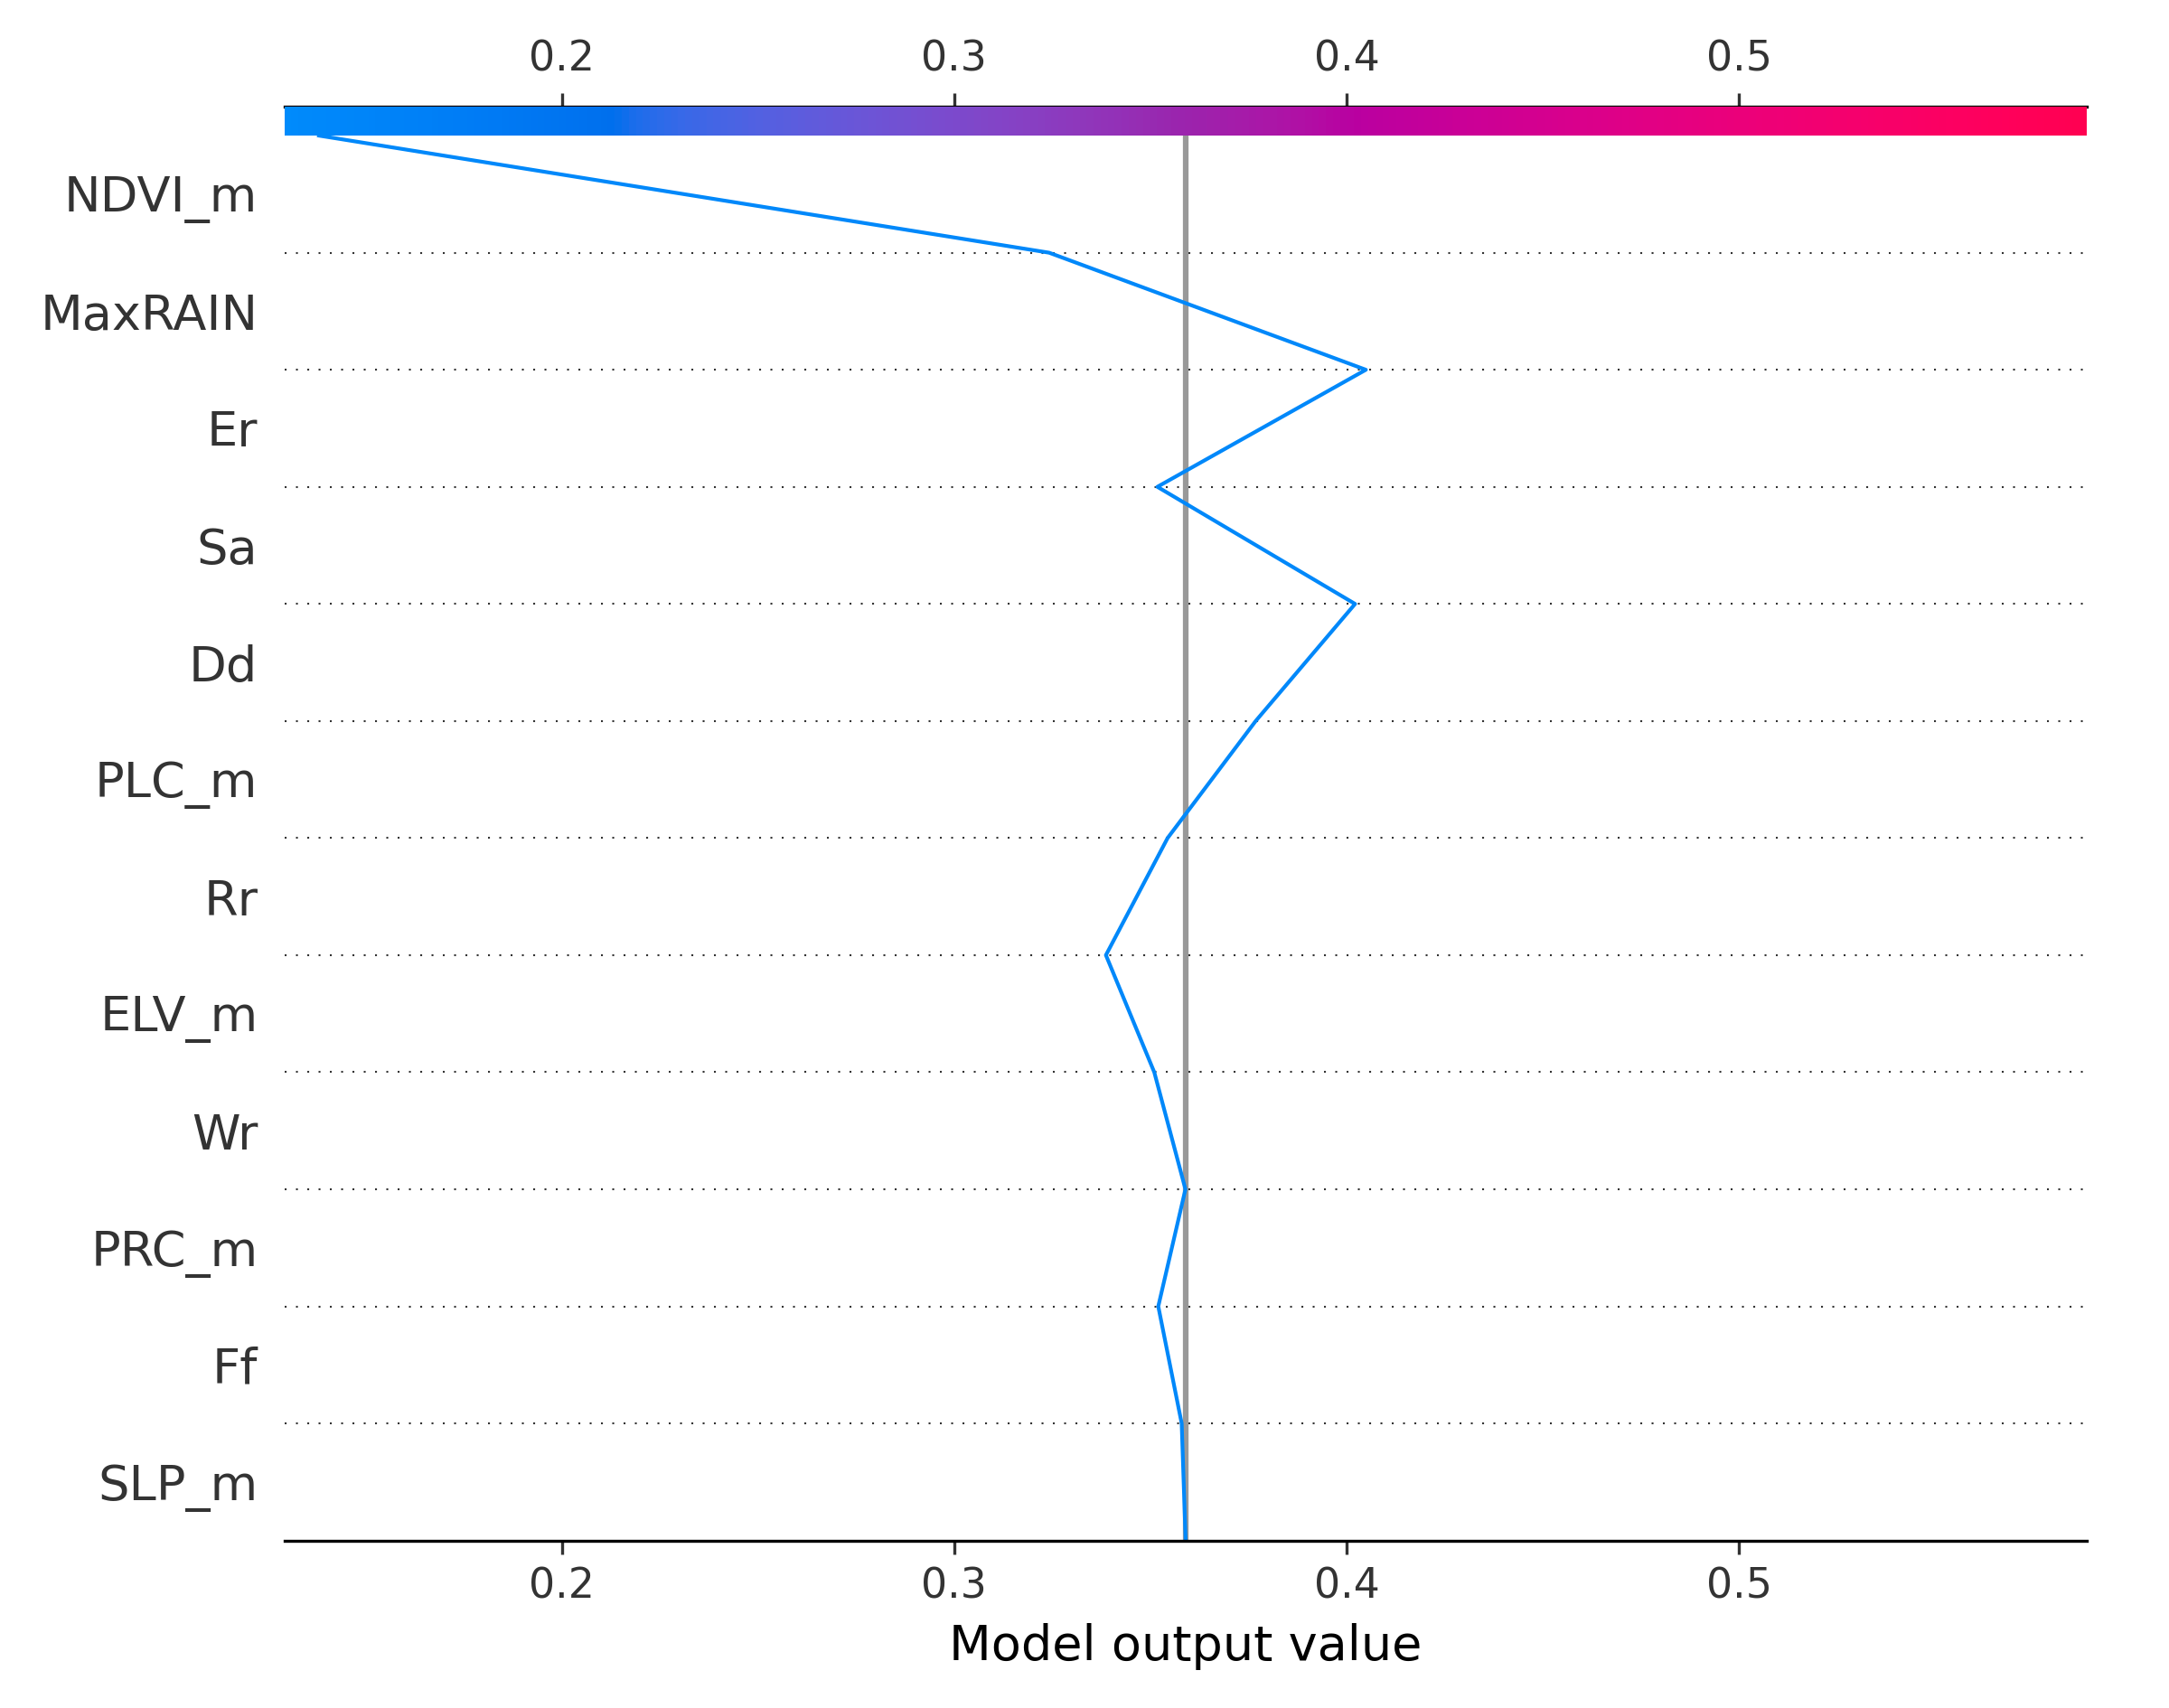 0.2 0.3 0.4 0.5
NDVI_m
MaxRAIN
Er
Sa
Dd
PLC_m
Rr
ELV_m
Wr
PRC_m
Ff
SLP_m
0.2 0.3 0.4 0.5
Model output value